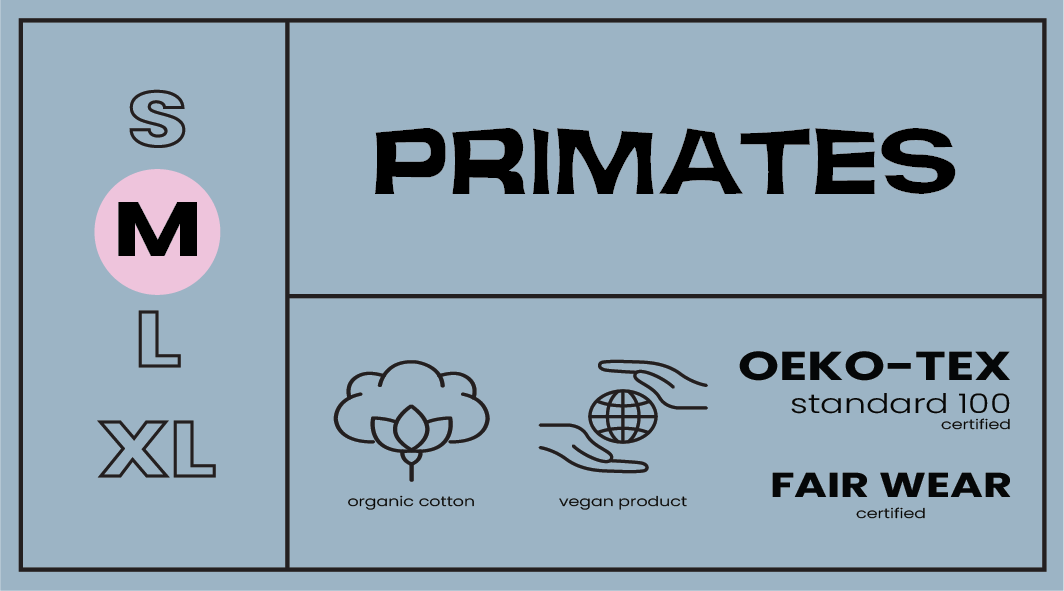 S
M
L
XL
PRIMATES
organic cotton
vegan product
OEKO-TEX
standard 100
certified
FAIR WEAR
certified